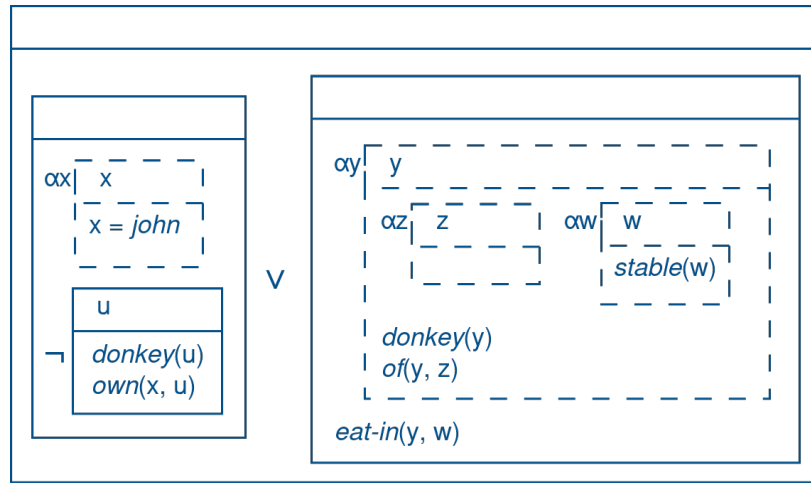 αx x
x = john
∨
u
¬ donkey(u)
own(x, u)
αy y
αz z
αw w
stable(w)
donkey(y)
of(y, z)
eat-in(y, w)